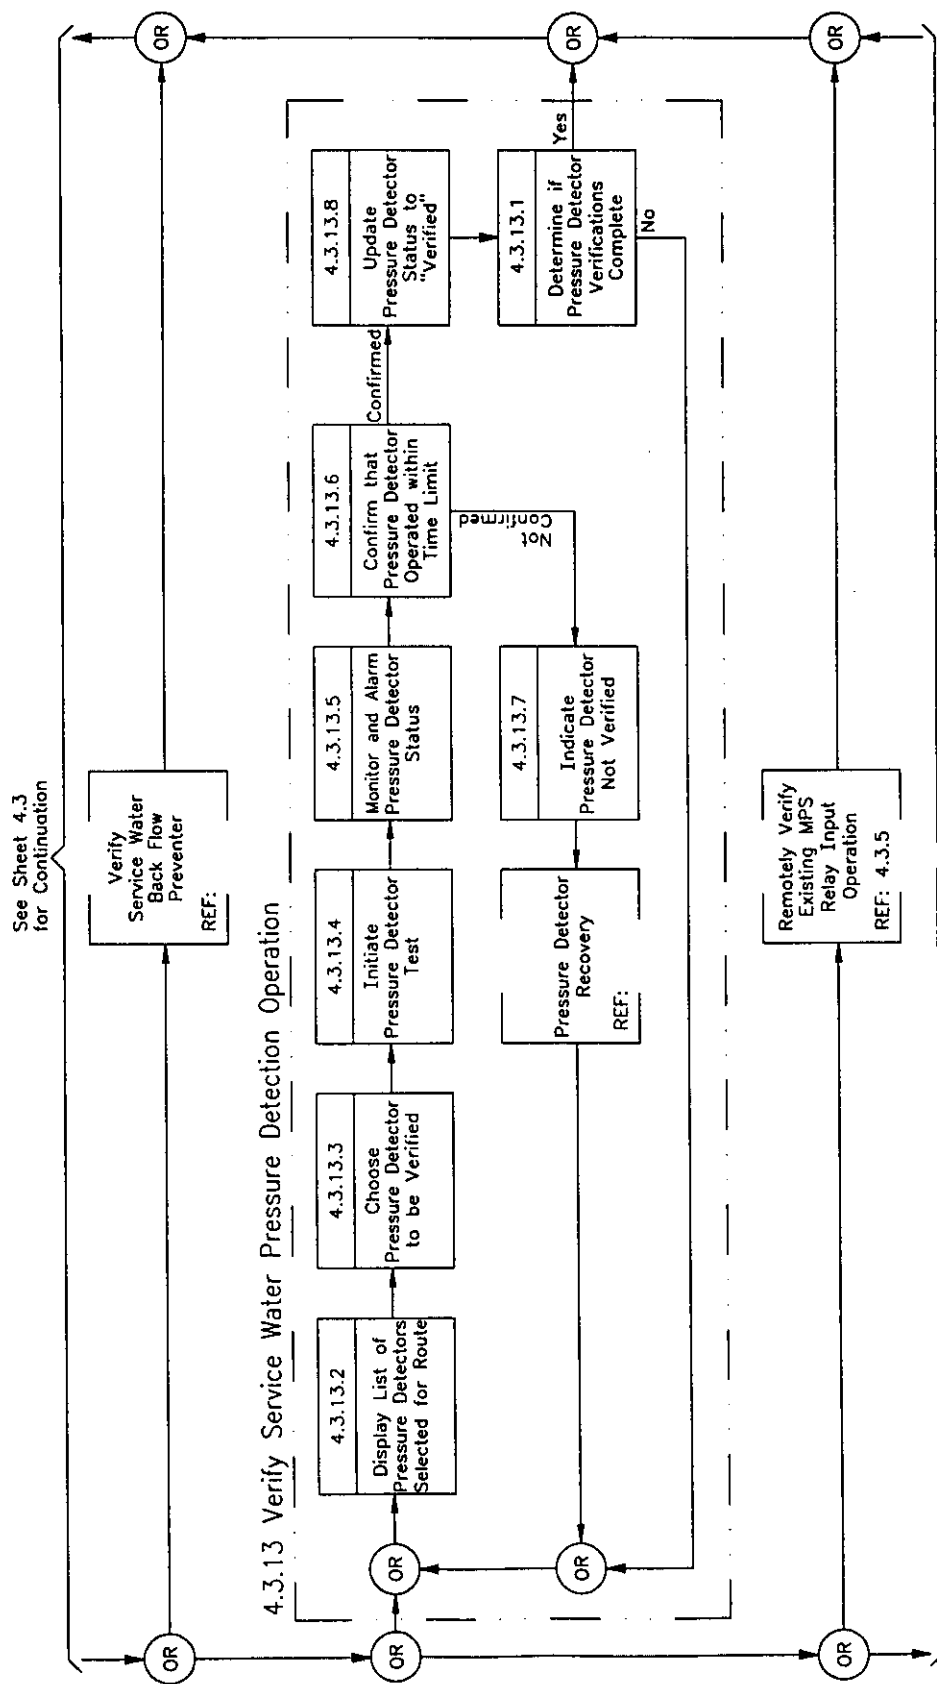 See Sheet 4.3
for Continuation
OR
Verify
Service Water
Back Flow
Preventer
REF:
OR
4.3.13 Verify Service Water Pressure Detection Operation
OR
OR
4.3.13.2
Display List of
Pressure Detectors
Selected for Route
4.3.13.3
Choose
Pressure Detector
to be Verified
4.3.13.4
Initiate
Pressure Detector
Test
4.3.13.5
Monitor and Alarm
Pressure Detector
Status
4.3.13.6
Confirm that
Pressure Detector
Operated within
Time Limit
Confirmed
4.3.13.8
Update
Pressure Detector
Status to
"Verified"
Not
Confirmed
OR
Pressure Detector
Recovery
REF:
4.3.13.7
Indicate
Pressure Detector
Not Verified
4.3.13.1
Determine if
Pressure Detector
Verifications
Complete
Yes
No
OR
OR
Remotely Verify
Existing MPS
Relay Input
Operation
REF: 4.3.5
OR